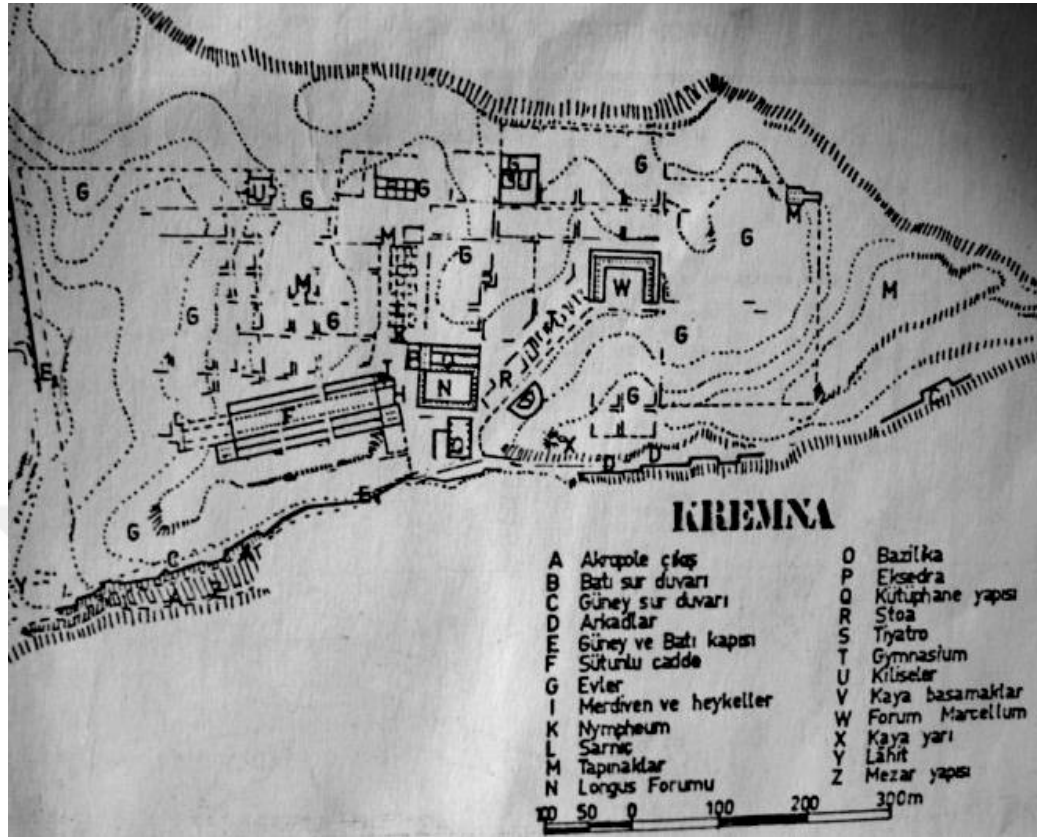 KREMNA
A Akropole çıkış
B Batı sur duvarı
C Güney sur duvarı
D Arkadlar
E Güney ve Batı kapısı
F Sütunlu cadde
G Evler
I Merdiven ve heykeller
K Nympheum
L Sarnıç
M Tapınaklar
N Longus Forumu
O Bazilika
P Eksedra
Q Kütüphane yapısı
R Stoa
S Tiyatro
T Gymnasium
U Kiliseler
V Kaya basamaklar
W Forum Marcellum
X Kaya yarı
Y Lâhit
Z Mezar yapısı
100 50 0 100 200 300m